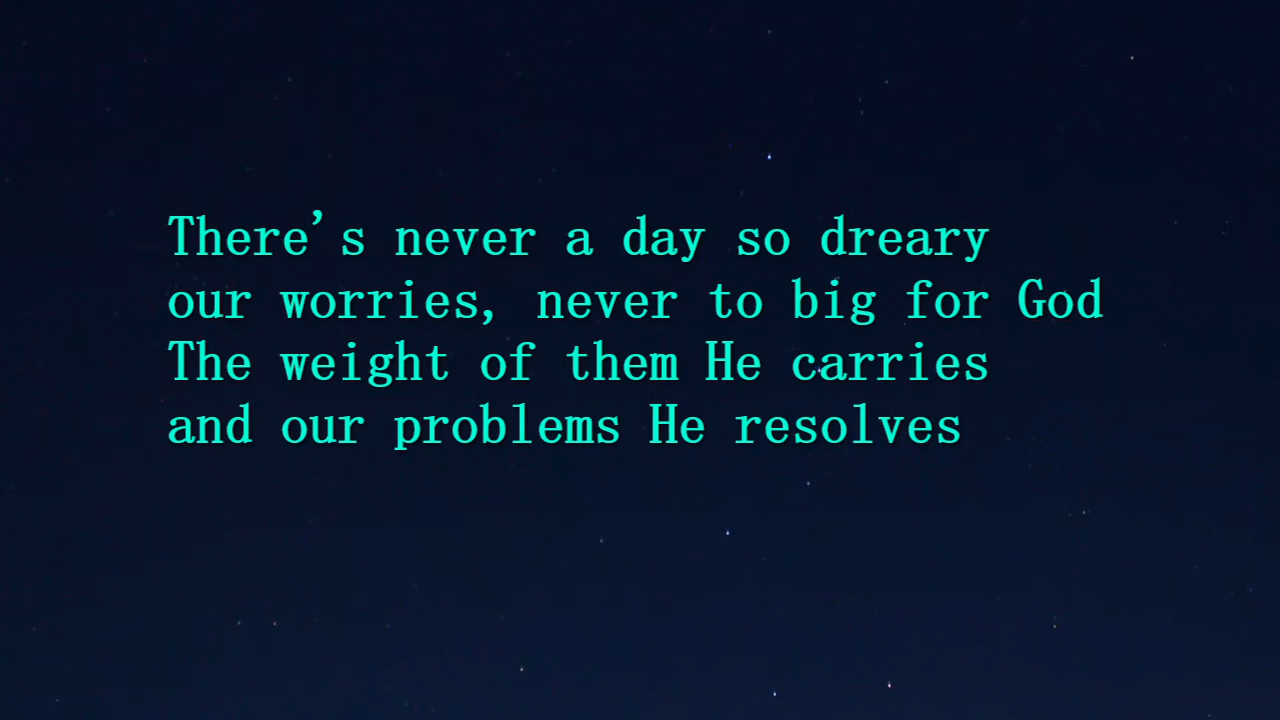 There's never a day so dreary
our worries, never to big for God
The weight of them He carries
and our problems He resolves